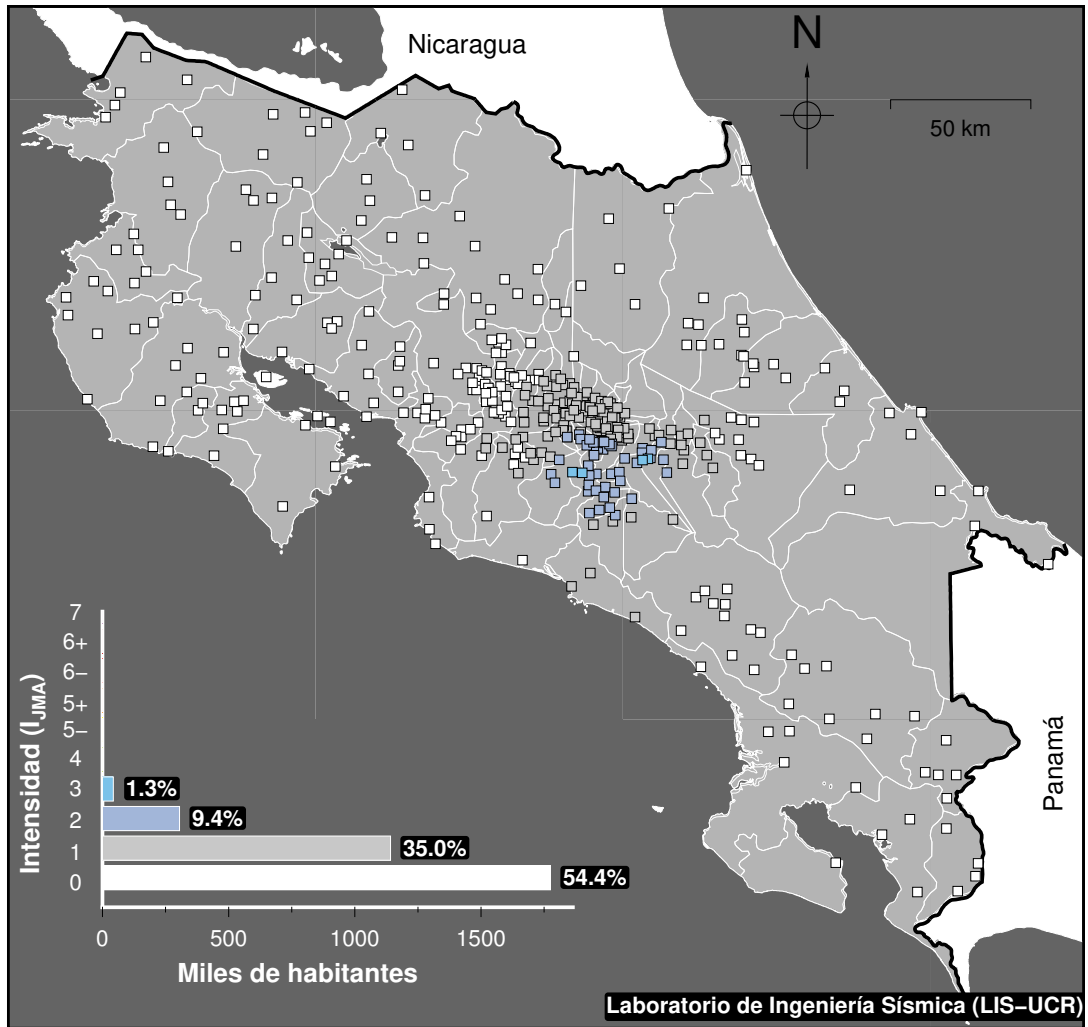 Nicaragua
N
50 km
Panamá
Intensidad (I_JMA)
7
6+
6−
5+
5−
4
3
2
1
0
1.3%
9.4%
35.0%
54.4%
0
500
1000
1500
Miles de habitantes
Laboratorio de Ingeniería Sísmica (LIS−UCR)